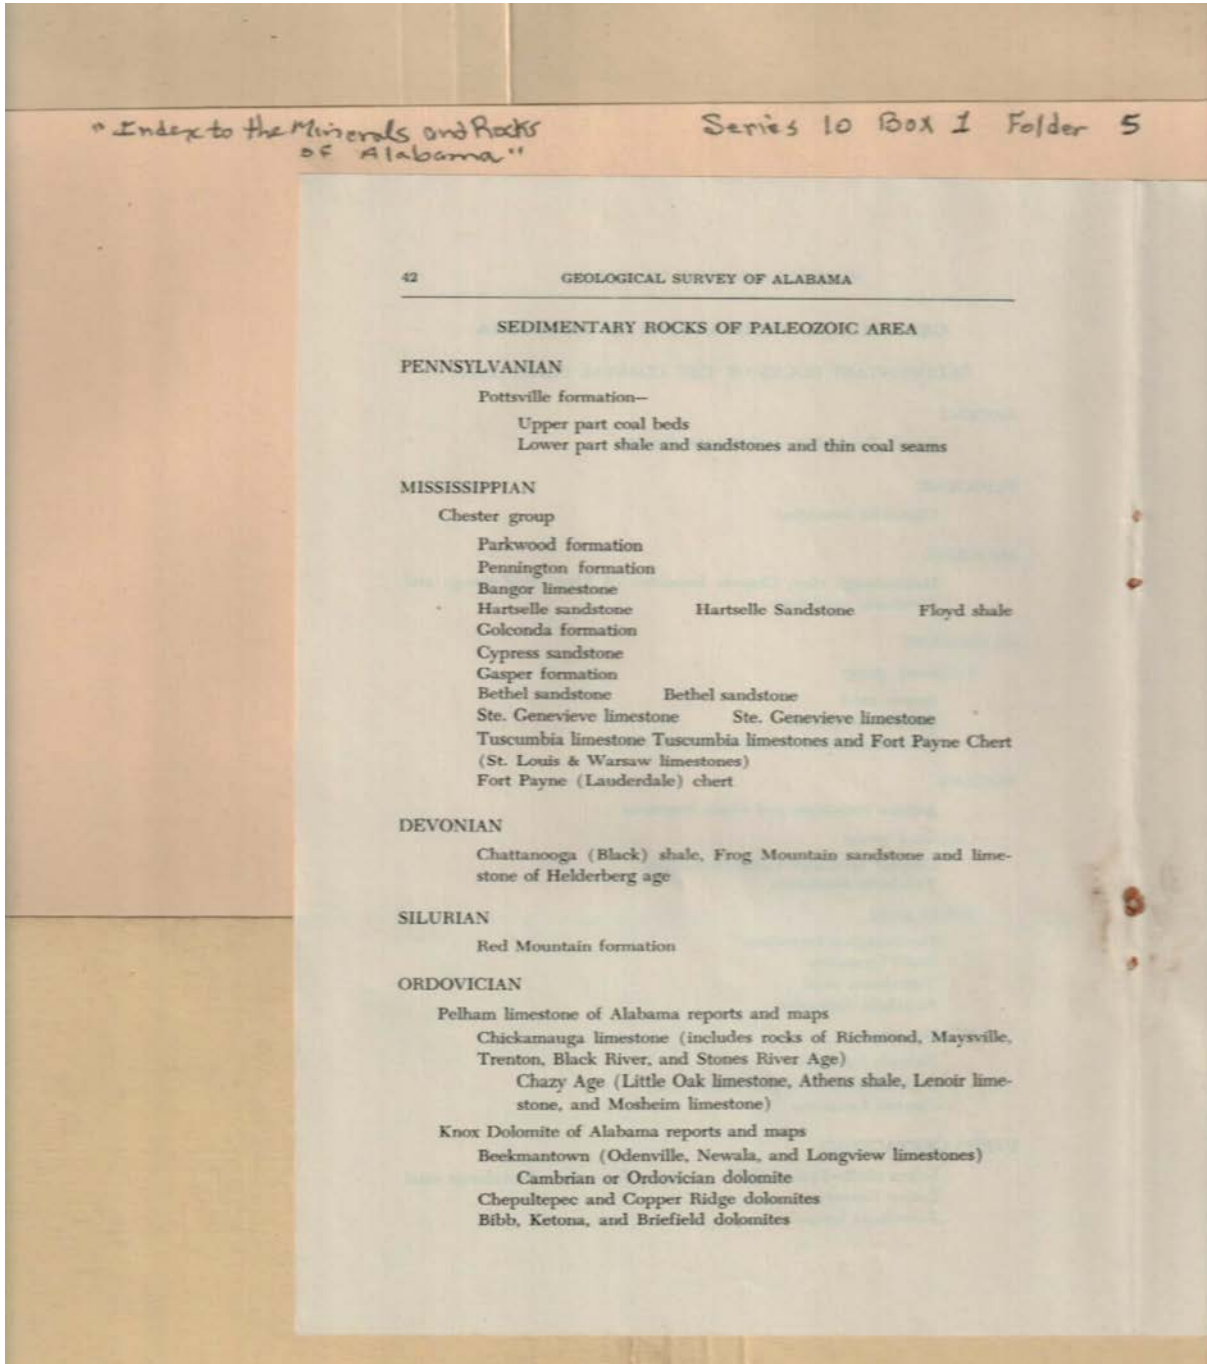 "Index to the Minerals and Rocks
of Alabama"
Series 10 Box 1 Folder 5
42 GEOLOGICAL SURVEY OF ALABAMA
SEDIMENTARY ROCKS OF PALEOZOIC AREA
PENNSYLVANIAN
Pottsville formation—
Upper part coal beds
Lower part shale and sandstones and thin coal seams
MISSISSIPPIAN
Chester group
Parkwood formation
Pennington formation
Bangor limestone
Hartselle sandstone Hartselle Sandstone Floyd shale
Golconda formation
Cypress sandstone
Gasper formation
Bethel sandstone Bethel sandstone
Ste. Genevieve limestone Ste. Genevieve limestone
Tuscumbia limestone Tuscumbia limestones and Fort Payne Chert
(St. Louis & Warsaw limestones)
Fort Payne (Lauderdale) chert
DEVONIAN
Chattanooga (Black) shale, Frog Mountain sandstone and lime-
stone of Helderberg age
SILURIAN
Red Mountain formation
ORDOVICIAN
Pelham limestone of Alabama reports and maps
Chickamauga limestone (includes rocks of Richmond, Maysville,
Trenton, Black River, and Stones River Age)
Chazy Age (Little Oak limestone, Athens shale, Lenoir lime-
stone, and Mosheim limestone)
Knox Dolomite of Alabama reports and maps
Beekmantown (Odenville, Newala, and Longview limestones)
Cambrian or Ordovician dolomite
Chepultepec and Copper Ridge dolomites
Bibb, Ketona, and Briefield dolomites